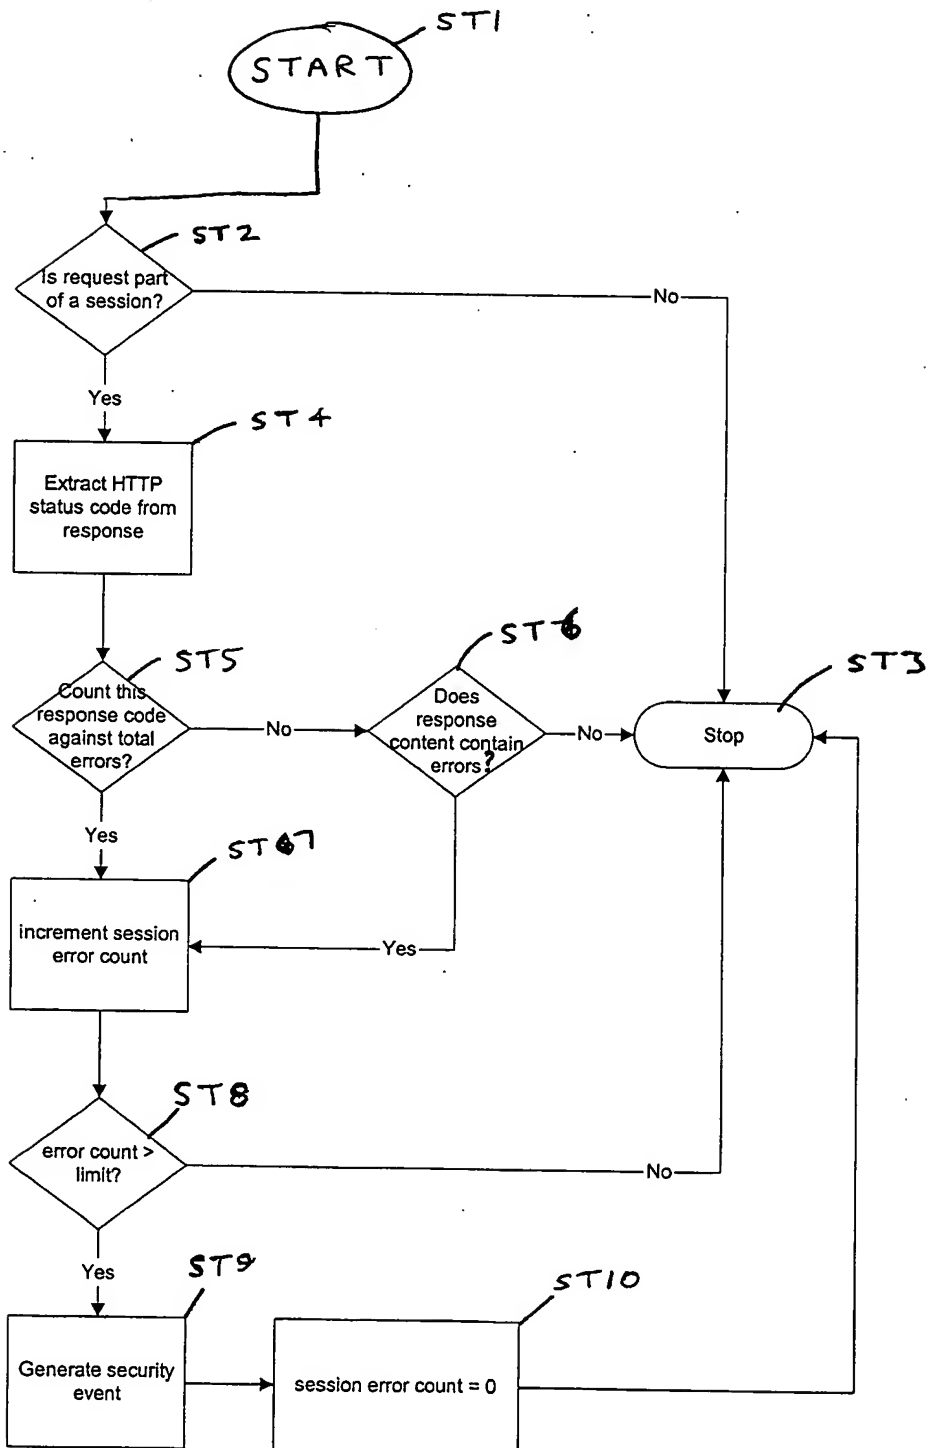 ST1
START
ST2
Is request part
of a session?
No
Yes
ST4
Extract HTTP
status code from
response
ST6
ST5
ST3
Count this
response code
against total
errors?
No
Does
response
content contain
errors?
No
Stop
Yes
ST7
increment session
error count
Yes
ST8
error count >
limit?
No
Yes
ST9
ST10
Generate security
event
session error count = 0